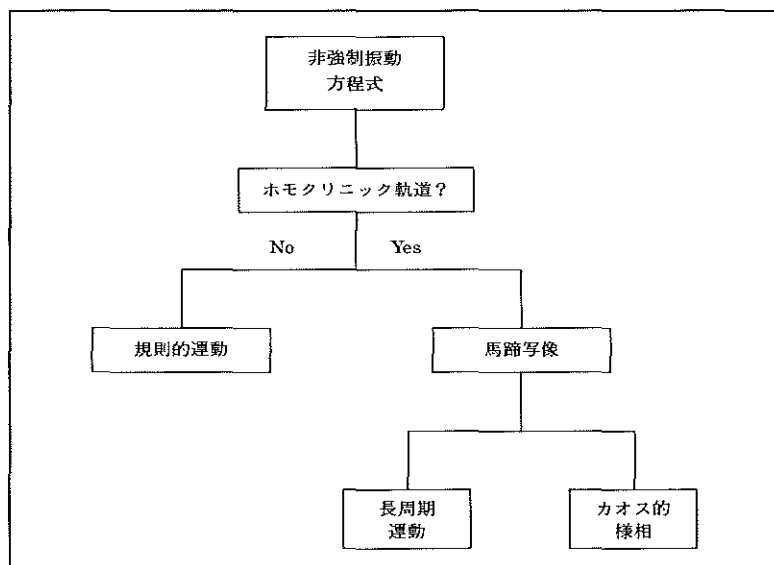 非強制振動
方程式
ホモクリニック軌道？
No Yes
規則的運動
馬蹄写像
長周期
運動
カオス的
様相